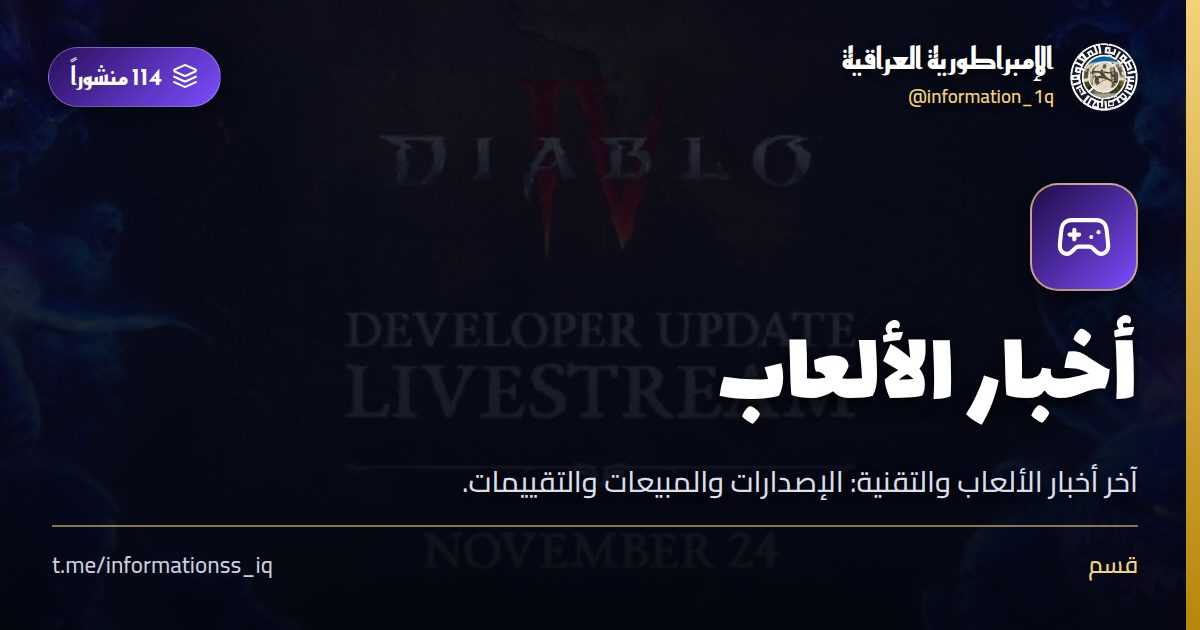 الإمبراطورية العراقية
@information_1q
114 منشوراً
DIABLO
IV
DEVELOPER UPDATE
LIVESTREAM
أخبار الألعاب
آخر أخبار الألعاب والتقنية: الإصدارات والمبيعات والتقييمات.
NOVEMBER 24
قسم
t.me/informationss_iq